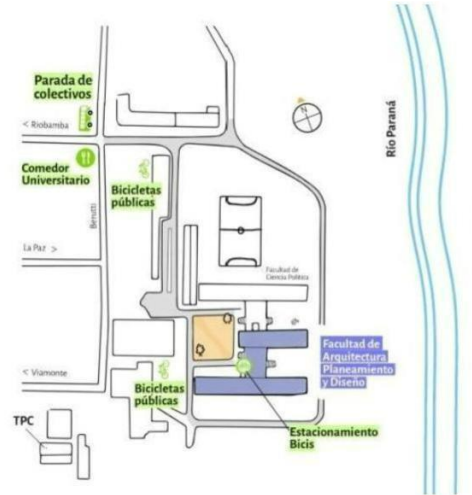 Parada de
colectivos
< Riobamba
Comedor
Universitario
Bicicletas
públicas
Berutti
La Paz >
Río Paraná
Facultad de
Ciencia Política
Facultad de
Arquitectura
Planeamiento
y Diseño
< Viamonte
Bicicletas
públicas
TPC
Estacionamiento
Bicis